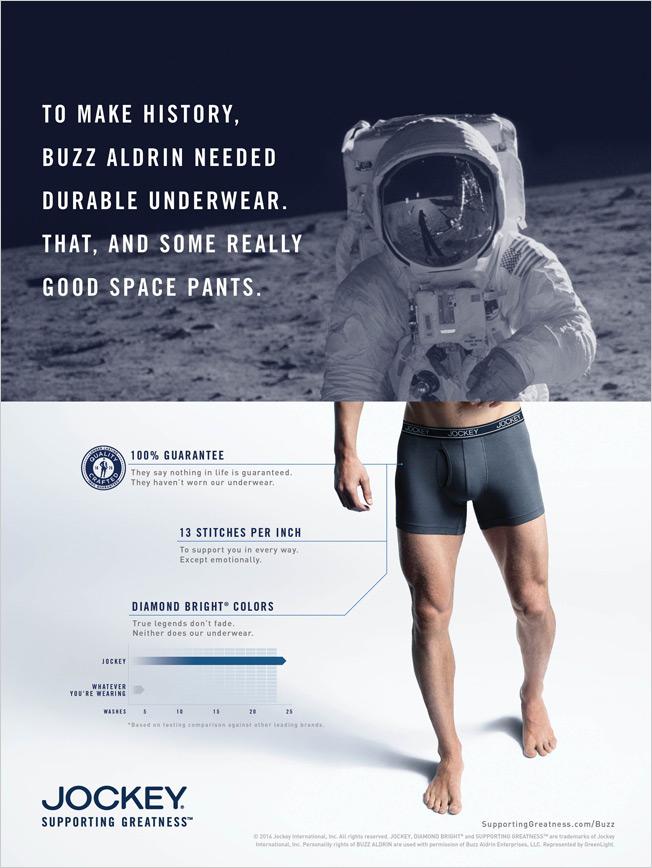 TO MAKE HISTORY,
BUZZ ALDRIN NEEDED
DURABLE UNDERWEAR.
THAT, AND SOME REALLY
GOOD SPACE PANTS.
JOCKEY JOCKEY JOCKEY
QUALITY
CRAFTED
100% GUARANTEE
They say nothing in life is guaranteed.
They haven't worn our underwear.
13 STITCHES PER INCH
To support you in every way.
Except emotionally.
DIAMOND BRIGHT® COLORS
True legends don't fade.
Neither does our underwear.
JOCKEY
WHATEVER
YOU'RE WEARING
WASHES 5 10 15 20 25
*Based on testing comparison against other leading brands.
JOCKEY®
SUPPORTING GREATNESS™
SupportingGreatness.com/Buzz
© 2016 Jockey International, Inc. All rights reserved. JOCKEY, DIAMOND BRIGHT® and SUPPORTING GREATNESS™ are trademarks of Jockey
International, Inc. Personality rights of BUZZ ALDRIN are used with permission of Buzz Aldrin Enterprises, LLC. Represented by GreenLight.